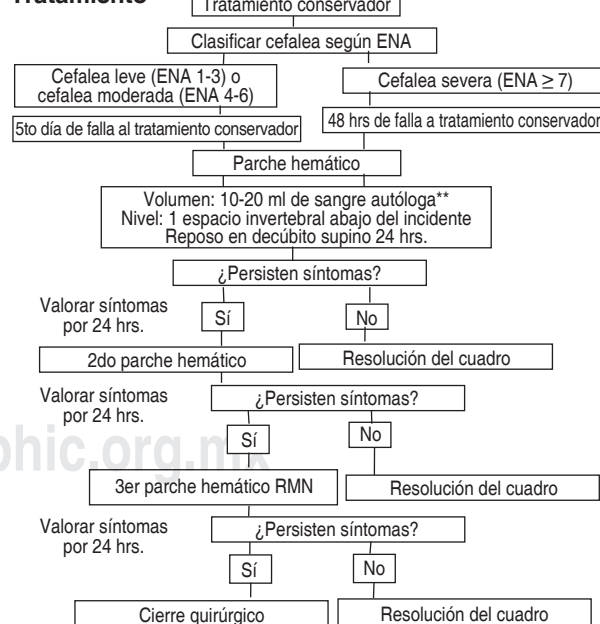 Tratamiento
Tratamiento conservador
Clasificar cefalea según ENA
Cefalea leve (ENA 1-3) o
cefalea moderada (ENA 4-6)
Cefalea severa (ENA ≥ 7)
5to día de falla al tratamiento conservador
48 hrs de falla a tratamiento conservador
Parche hemático
Volumen: 10-20 ml de sangre autóloga**
Nivel: 1 espacio invertebral abajo del incidente
Reposo en decúbito supino 24 hrs.
¿Persisten síntomas?
Valorar síntomas
por 24 hrs.
Sí
No
2do parche hemático
Resolución del cuadro
Valorar síntomas
por 24 hrs.
¿Persisten síntomas?
Sí
No
phic.org.mx
3er parche hemático RMN
Resolución del cuadro
Valorar síntomas
por 24 hrs.
¿Persisten síntomas?
Sí
No
Cierre quirúrgico
Resolución del cuadro